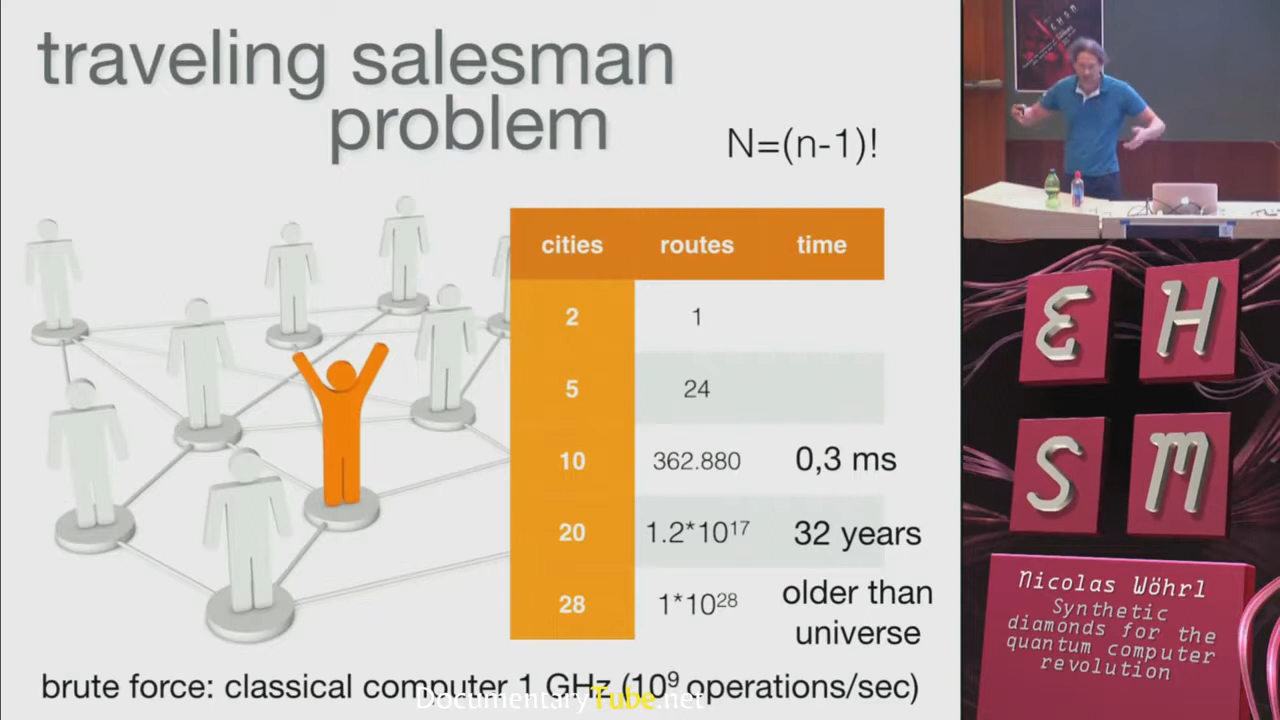 traveling salesman
problem
N=(n-1)!
cities routes time
2 1
5 24
10 362.880 0,3 ms
20 1.2*10¹⁷ 32 years
28 1*10²⁸ older than
universe
brute force: classical computer 1 GHz (10⁹ operations/sec)
DocumentaryTube.net
E H
S M
Nicolas Wöhrl
Synthetic
diamonds for the
quantum computer
revolution